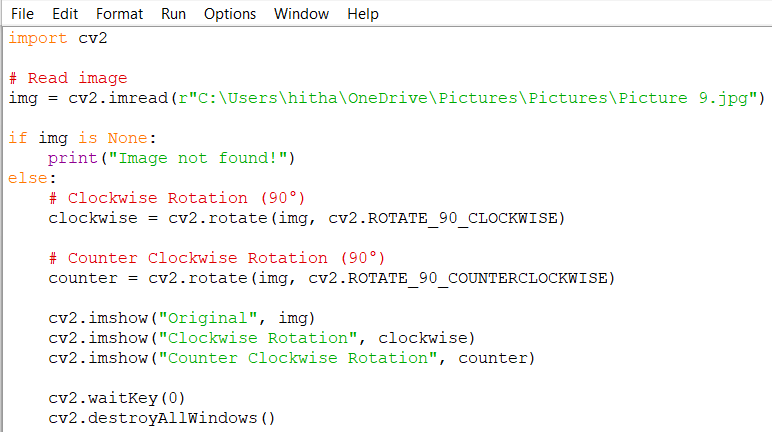 File Edit Format Run Options Window Help
import cv2

# Read image
img = cv2.imread(r"C:\Users\hitha\OneDrive\Pictures\Pictures\Picture 9.jpg")

if img is None:
    print("Image not found!")
else:
    # Clockwise Rotation (90°)
    clockwise = cv2.rotate(img, cv2.ROTATE_90_CLOCKWISE)

    # Counter Clockwise Rotation (90°)
    counter = cv2.rotate(img, cv2.ROTATE_90_COUNTERCLOCKWISE)

    cv2.imshow("Original", img)
    cv2.imshow("Clockwise Rotation", clockwise)
    cv2.imshow("Counter Clockwise Rotation", counter)

    cv2.waitKey(0)
    cv2.destroyAllWindows()